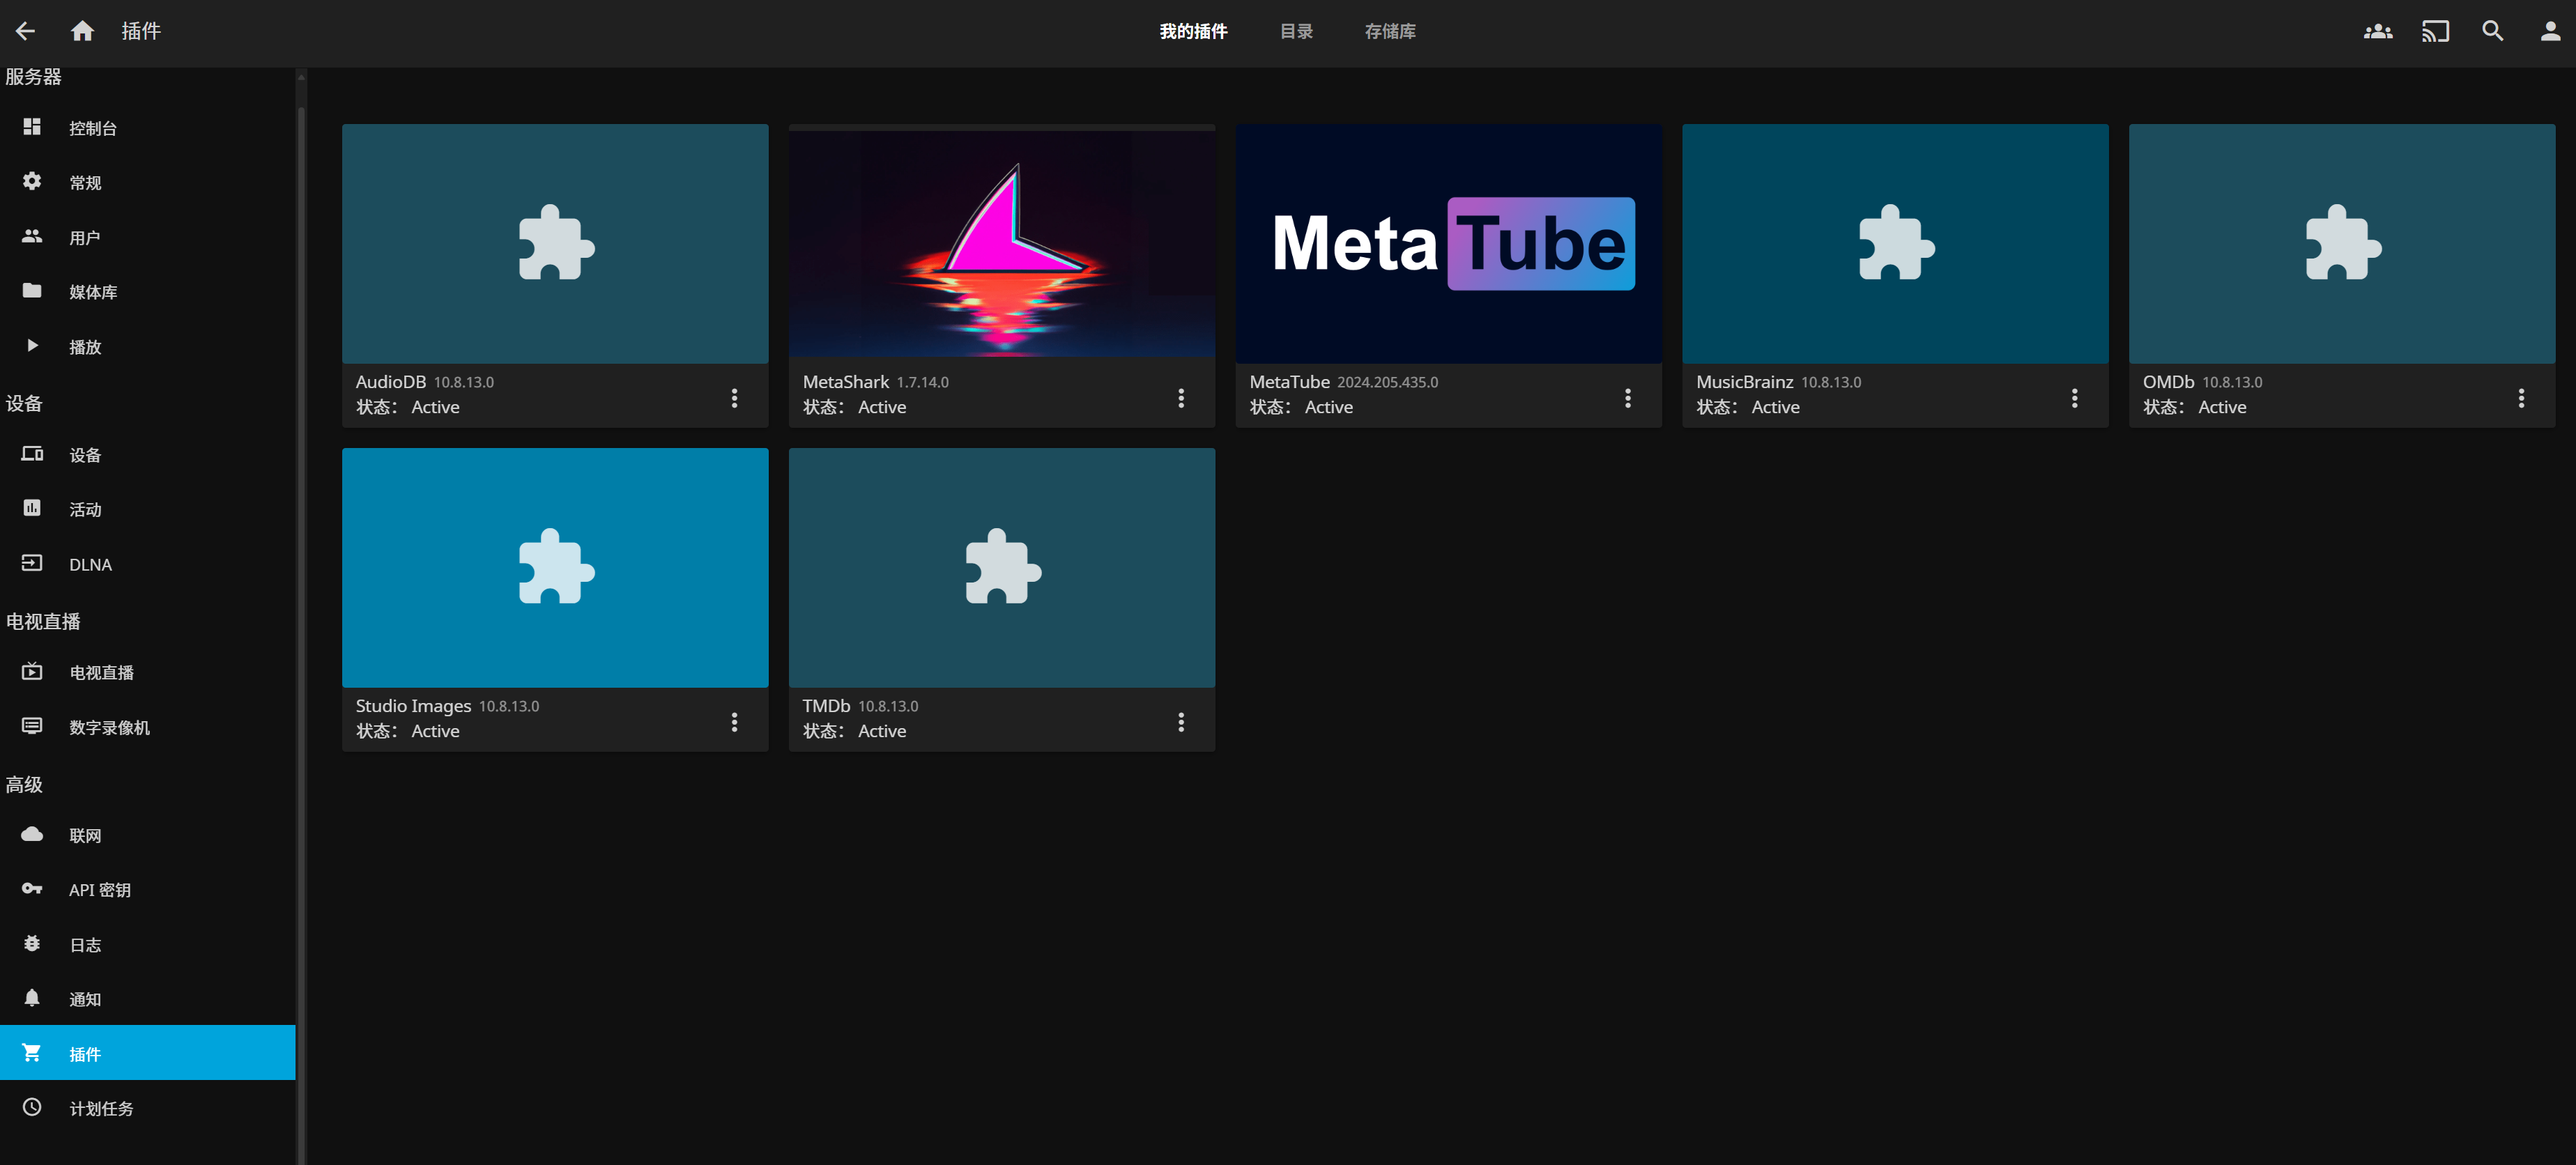 插件
我的插件
目录
存储库
服务器
控制台
常规
用户
媒体库
播放
设备
设备
活动
DLNA
电视直播
电视直播
数字录像机
高级
联网
API 密钥
日志
通知
插件
计划任务
AudioDB 10.8.13.0
状态： Active
MetaShark 1.7.14.0
状态： Active
Meta Tube
MetaTube 2024.205.435.0
状态： Active
MusicBrainz 10.8.13.0
状态： Active
OMDb 10.8.13.0
状态： Active
Studio Images 10.8.13.0
状态： Active
TMDb 10.8.13.0
状态： Active